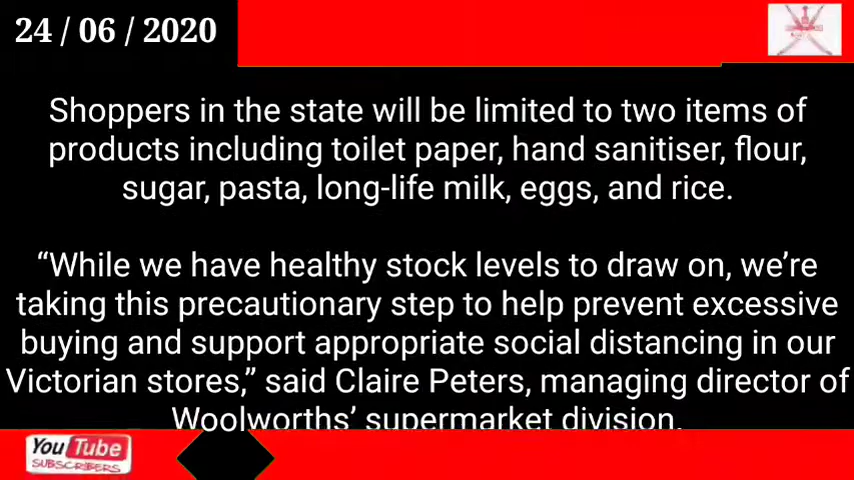 24 / 06 / 2020
Shoppers in the state will be limited to two items of
products including toilet paper, hand sanitiser, flour,
sugar, pasta, long-life milk, eggs, and rice.
“While we have healthy stock levels to draw on, we’re
taking this precautionary step to help prevent excessive
buying and support appropriate social distancing in our
Victorian stores,” said Claire Peters, managing director of
Woolworths’ supermarket division.
YouTube
SUBSCRIBERS